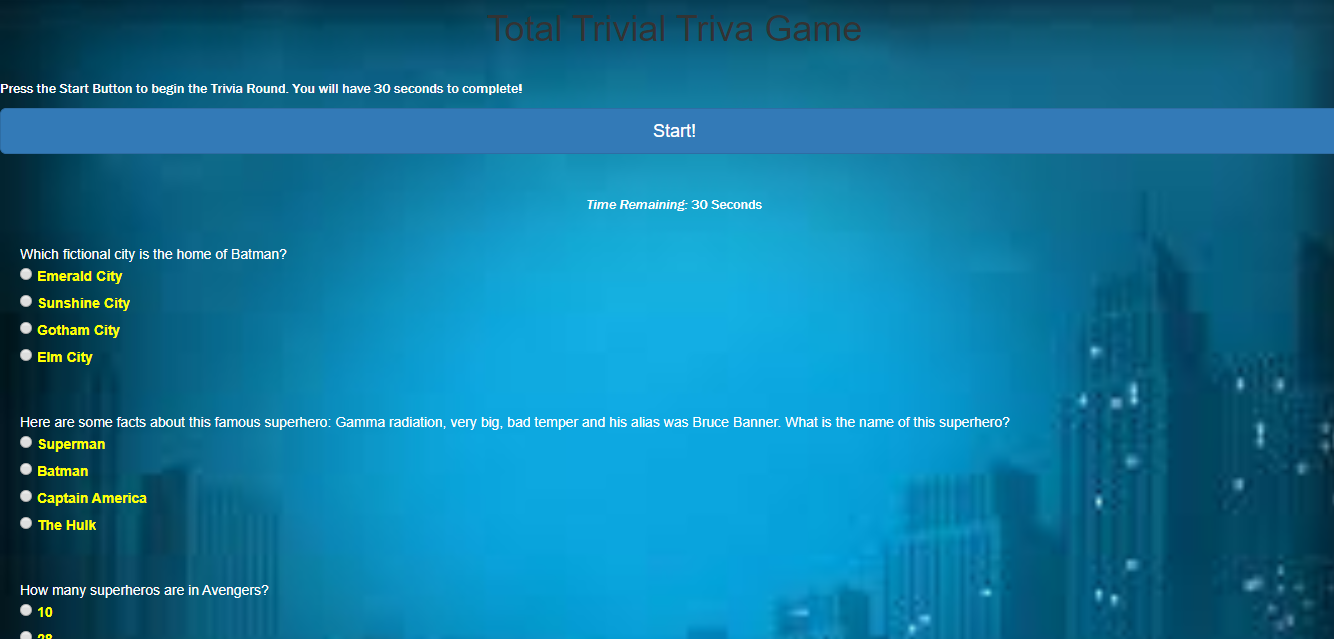 Total Trivial Triva Game
Press the Start Button to begin the Trivia Round. You will have 30 seconds to complete!
Start!
Time Remaining: 30 Seconds
Which fictional city is the home of Batman?
Emerald City
Sunshine City
Gotham City
Elm City
Here are some facts about this famous superhero: Gamma radiation, very big, bad temper and his alias was Bruce Banner. What is the name of this superhero?
Superman
Batman
Captain America
The Hulk
How many superheros are in Avengers?
10